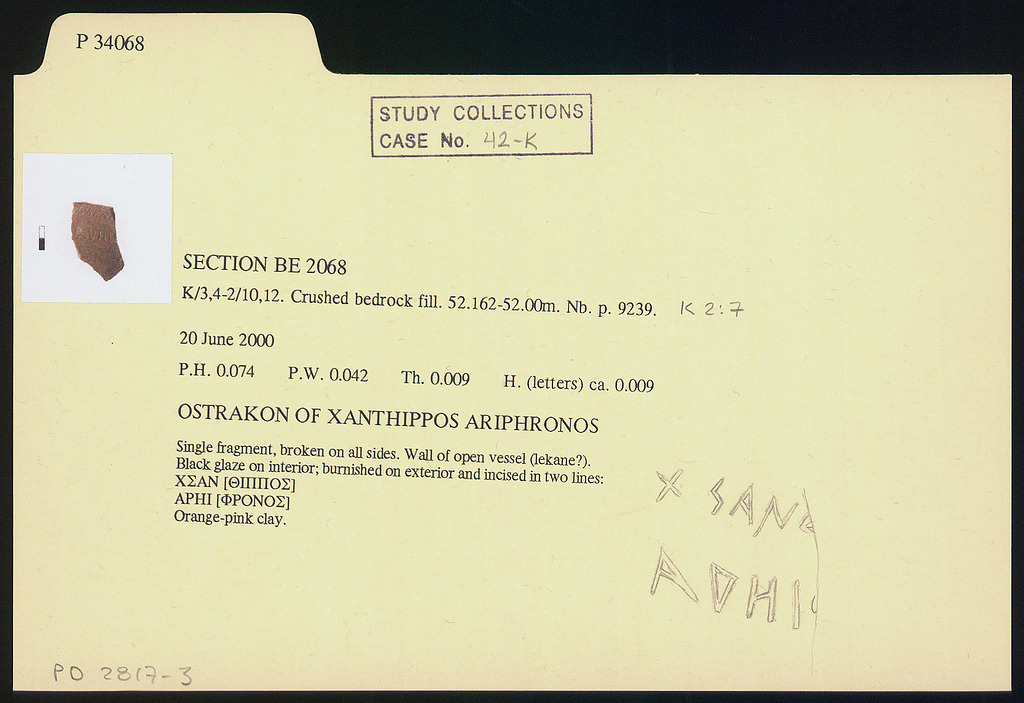 P 34068
STUDY COLLECTIONS
CASE No. 42-K
SECTION BE 2068
K/3,4-2/10,12. Crushed bedrock fill. 52.162-52.00m. Nb. p. 9239. K 2:7
20 June 2000
P.H. 0.074 P.W. 0.042 Th. 0.009 H. (letters) ca. 0.009
OSTRAKON OF XANTHIPPOS ARIPHRONOS
Single fragment, broken on all sides. Wall of open vessel (lekane?).
Black glaze on interior; burnished on exterior and incised in two lines:
ΧΣΑΝ [ΘΙΠΠΟΣ]
ΑΡΗΙ [ΦΡΟΝΟΣ]
Orange-pink clay.
ΧSAN
ADHI
PD 2817-3